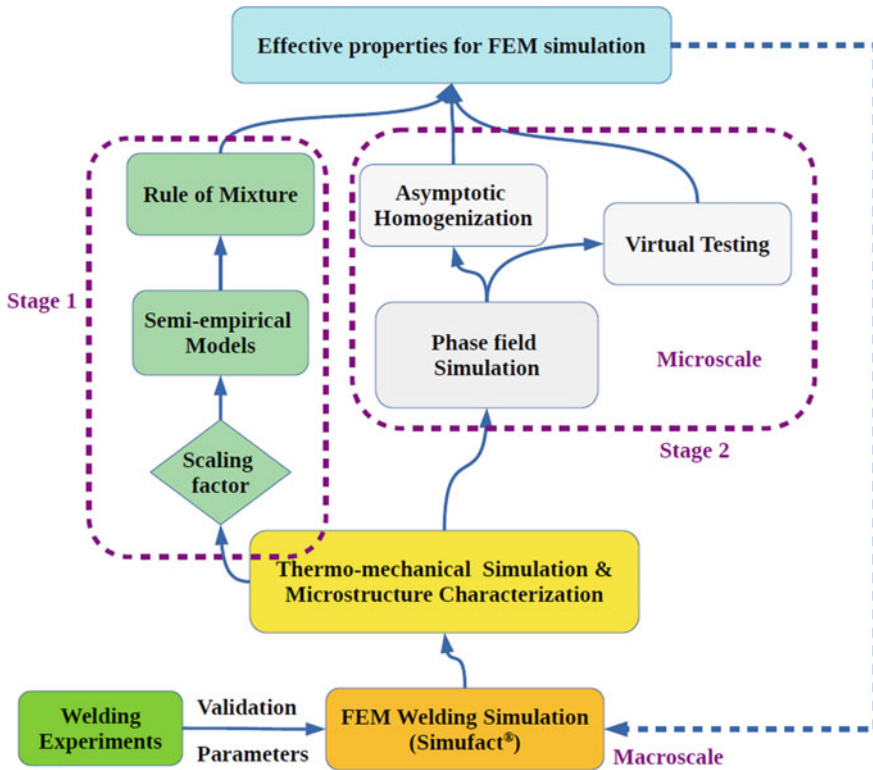 Effective properties for FEM simulation
Rule of Mixture
Asymptotic
Homogenization
Virtual Testing
Stage 1
Semi-empirical
Models
Phase field
Simulation
Microscale
Stage 2
Scaling
factor
Thermo-mechanical Simulation &
Microstructure Characterization
Welding
Experiments
Validation
Parameters
FEM Welding Simulation
(Simufact®)
Macroscale